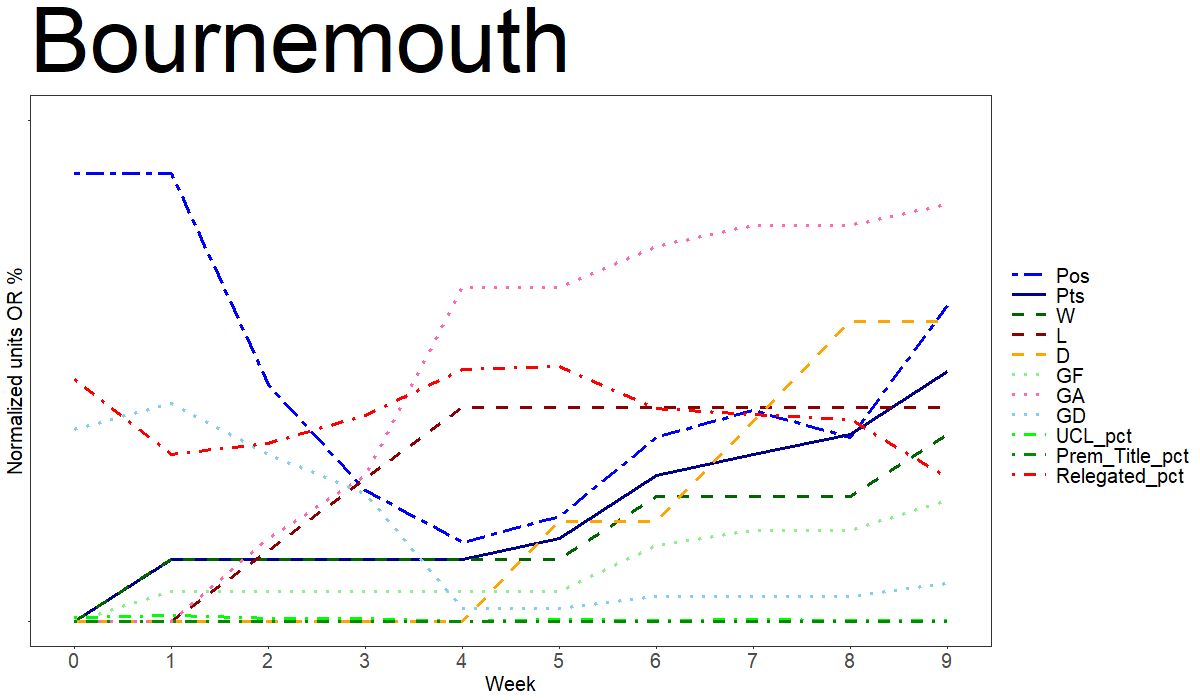 Bournemouth
Normalized units OR %
0 1 2 3 4 5 6 7 8 9
Week
Pos
Pts
W
L
D
GF
GA
GD
UCL_pct
Prem_Title_pct
Relegated_pct